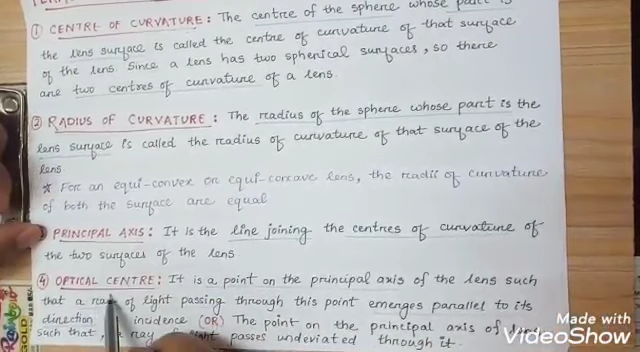 ① CENTRE OF CURVATURE: The centre of the sphere whose part is
the lens surface is called the centre of curvature of that surface
of the lens. Since a lens has two spherical surfaces, so there
are two centres of curvature of a lens.
② RADIUS OF CURVATURE: The radius of the sphere whose part is the
lens surface is called the radius of curvature of that surface of the
lens
* For an equi-convex or equi-concave lens, the radii of curvature
of both the surface are equal
PRINCIPAL AXIS: It is the line joining the centres of curvature of
the two surfaces of the lens
④ OPTICAL CENTRE: It is a point on the principal axis of the lens such
that a of light passing through this point emerges parallel to its
direction incidence (OR) The point on the principal axis of
such that, passes undeviated through it.
GOLD
Made with
VideoShow